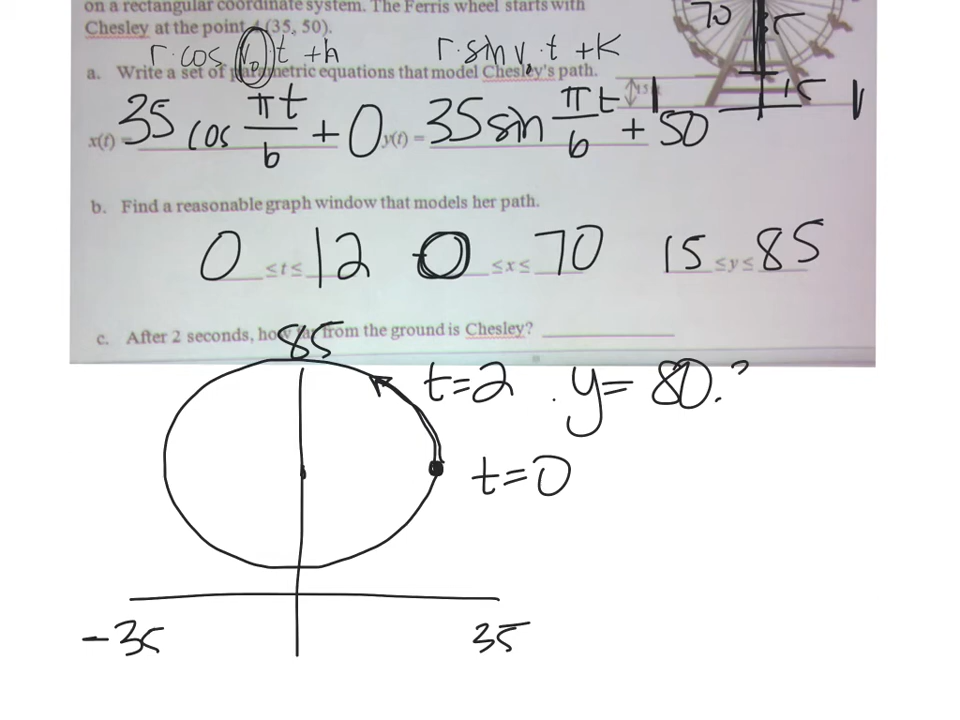 on a rectangular coordinate system. The Ferris wheel starts with
Chesley at the point (35, 50).
r·cos v₀ t + h r·sin v₀·t + K
70 r
a. Write a set of parametric equations that model Chesley's path.
15
x(t) = 35 cos πt/6 + 0 y(t) = 35 sin πt/6 + 50
b. Find a reasonable graph window that models her path.
0 ≤t≤ 12 0 ≤x≤ 70 15 ≤y≤ 85
c. After 2 seconds, how far from the ground is Chesley?
85
t=2 . y= 80.?
t=0
-35 35